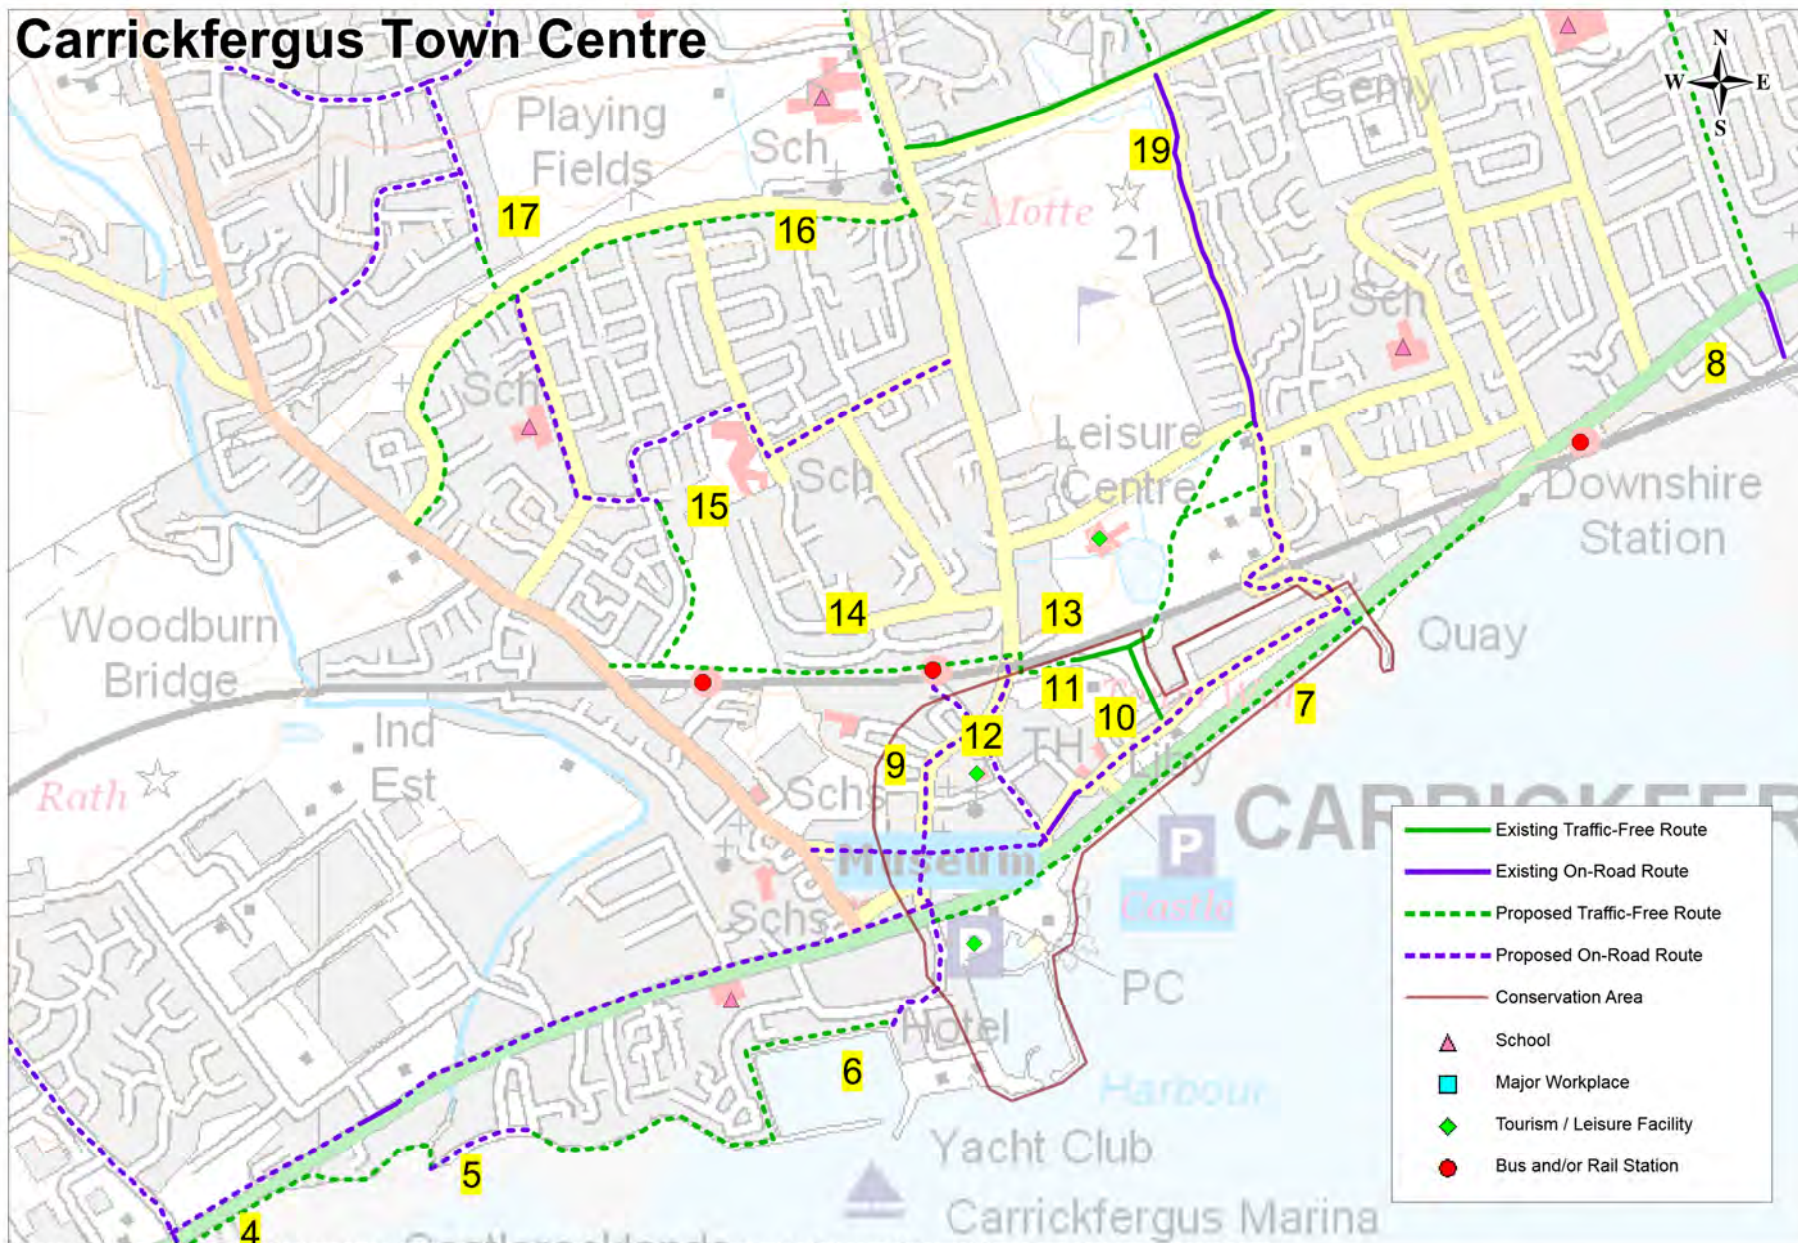 Carrickfergus Town Centre
N
W E
S
Playing
Fields
Sch
Cemy
19
17
16
Motte
21
Sch
8
Sch
Leisure
Centre
15
Sch
Downshire
Station
14
13
Woodburn
Bridge
Quay
11
7
10
Ind
Est
12
TH
9
Rath
Schs
Liby
CARRICKFER
P
Museum
Castle
Schs
P
PC
Hotel
6
Harbour
Yacht Club
5
Carrickfergus Marina
4
Existing Traffic-Free Route
Existing On-Road Route
Proposed Traffic-Free Route
Proposed On-Road Route
Conservation Area
School
Major Workplace
Tourism / Leisure Facility
Bus and/or Rail Station